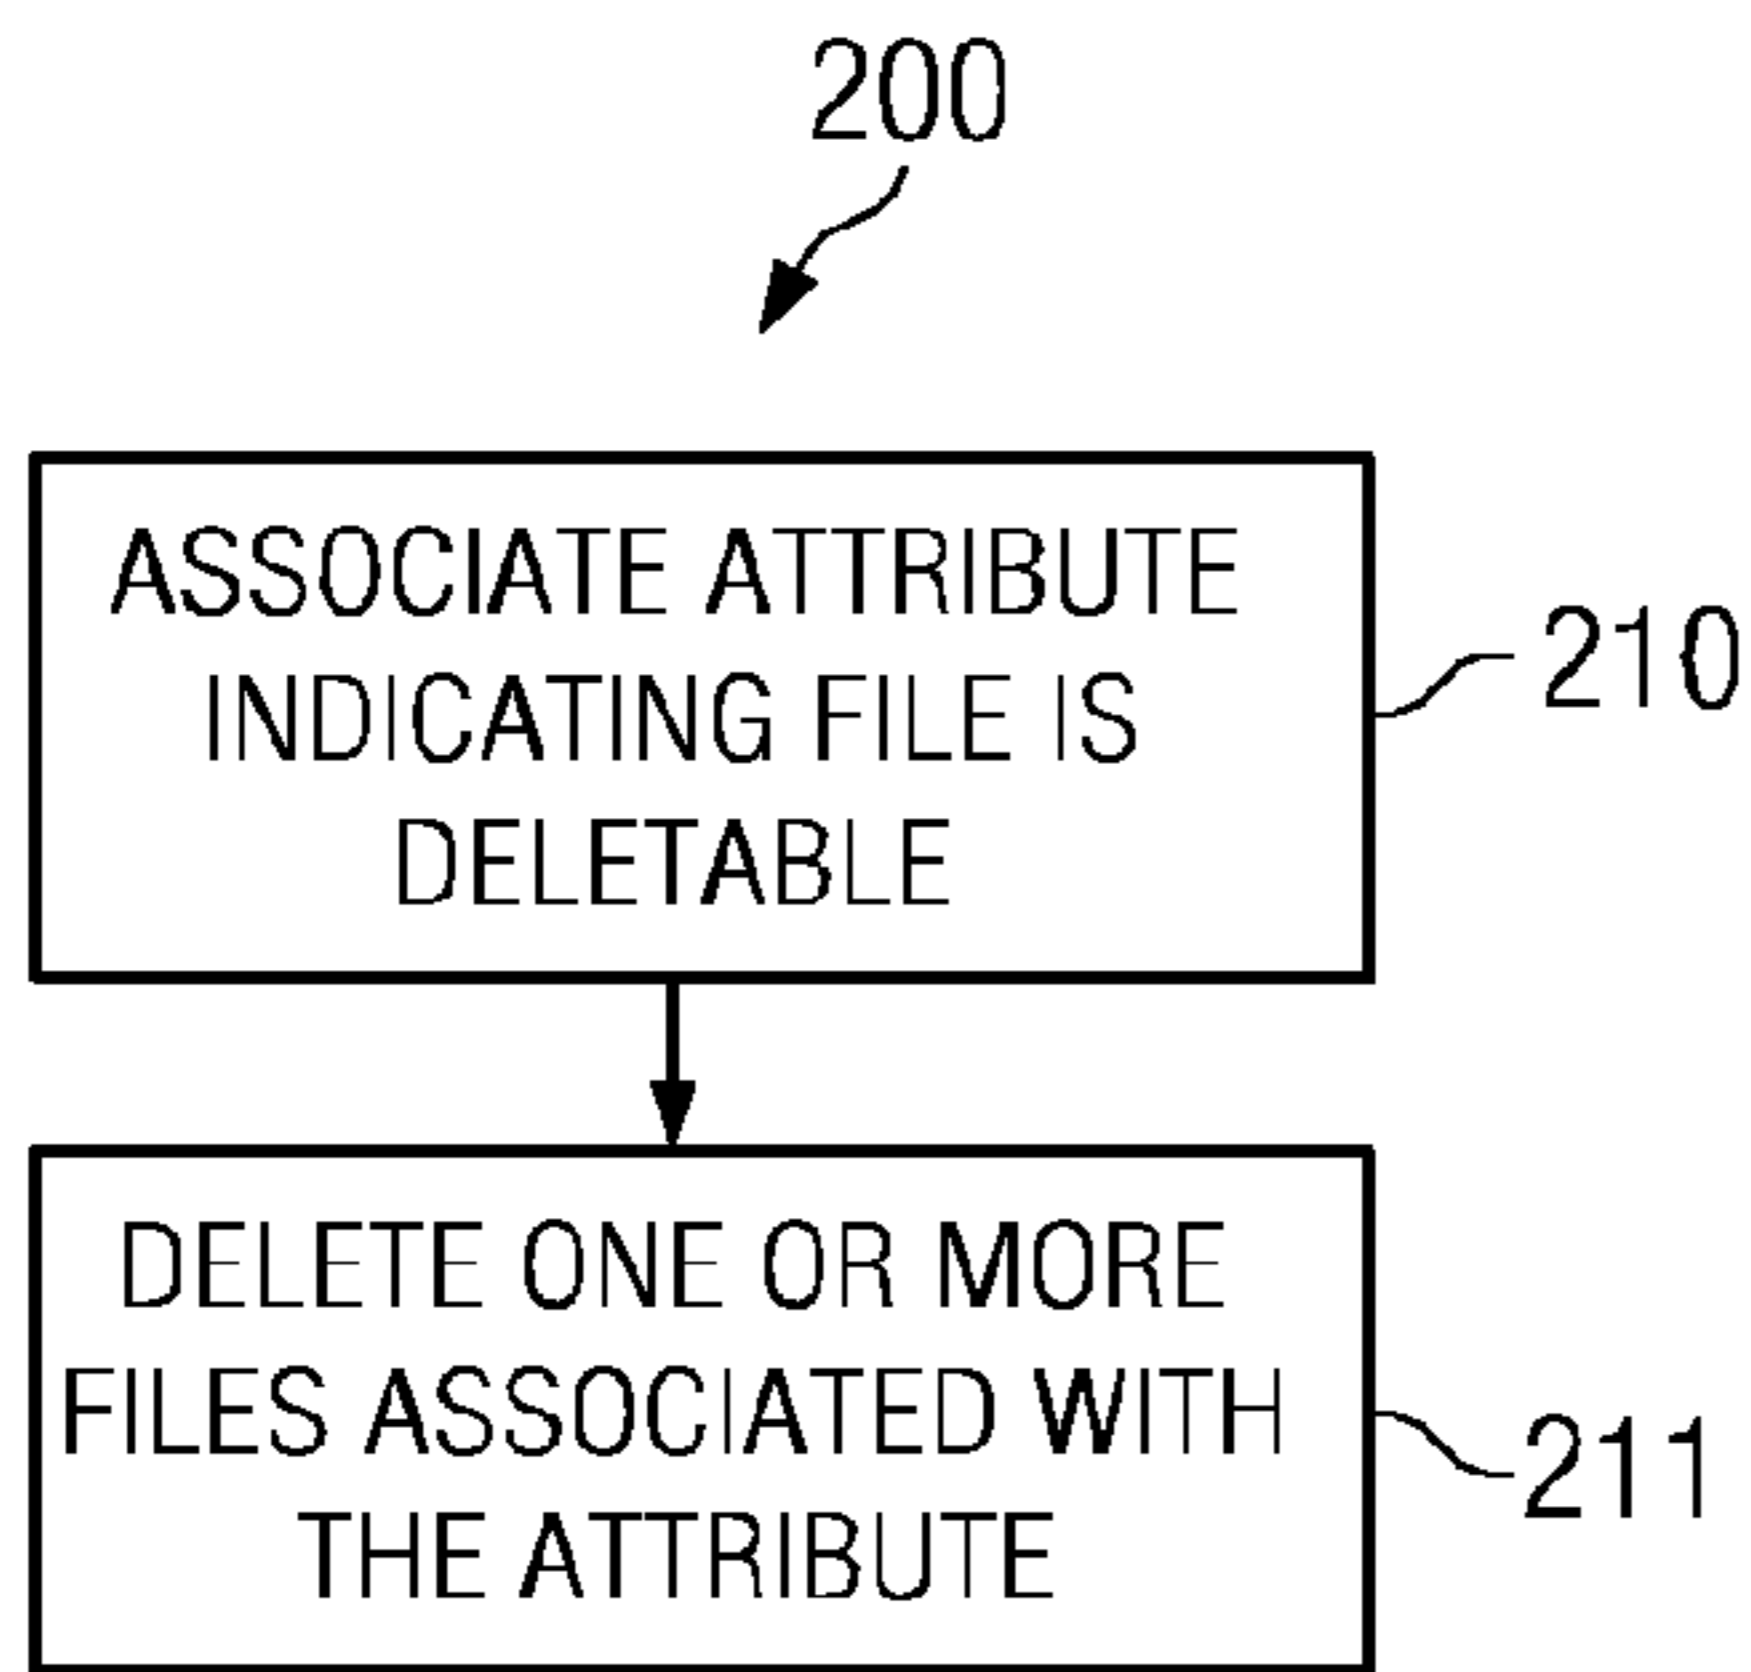 200
ASSOCIATE ATTRIBUTE
INDICATING FILE IS
DELETABLE
210
DELETE ONE OR MORE
FILES ASSOCIATED WITH
THE ATTRIBUTE
211